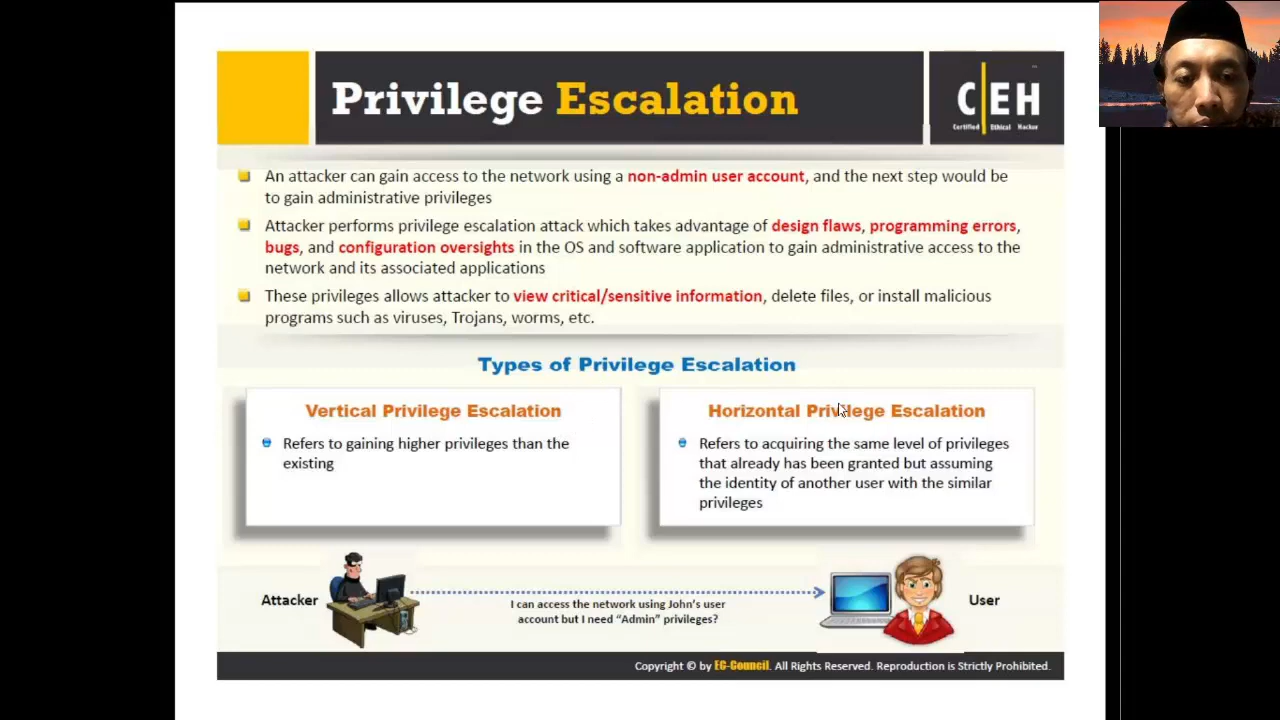 Privilege Escalation
C|EH
Certified Ethical Hacker
An attacker can gain access to the network using a non-admin user account, and the next step would be
to gain administrative privileges
Attacker performs privilege escalation attack which takes advantage of design flaws, programming errors,
bugs, and configuration oversights in the OS and software application to gain administrative access to the
network and its associated applications
These privileges allows attacker to view critical/sensitive information, delete files, or install malicious
programs such as viruses, Trojans, worms, etc.
Types of Privilege Escalation
Vertical Privilege Escalation
Refers to gaining higher privileges than the
existing
Horizontal Privilege Escalation
Refers to acquiring the same level of privileges
that already has been granted but assuming
the identity of another user with the similar
privileges
Attacker
I can access the network using John's user
account but I need “Admin” privileges?
User
Copyright © by EC-Council. All Rights Reserved. Reproduction is Strictly Prohibited.